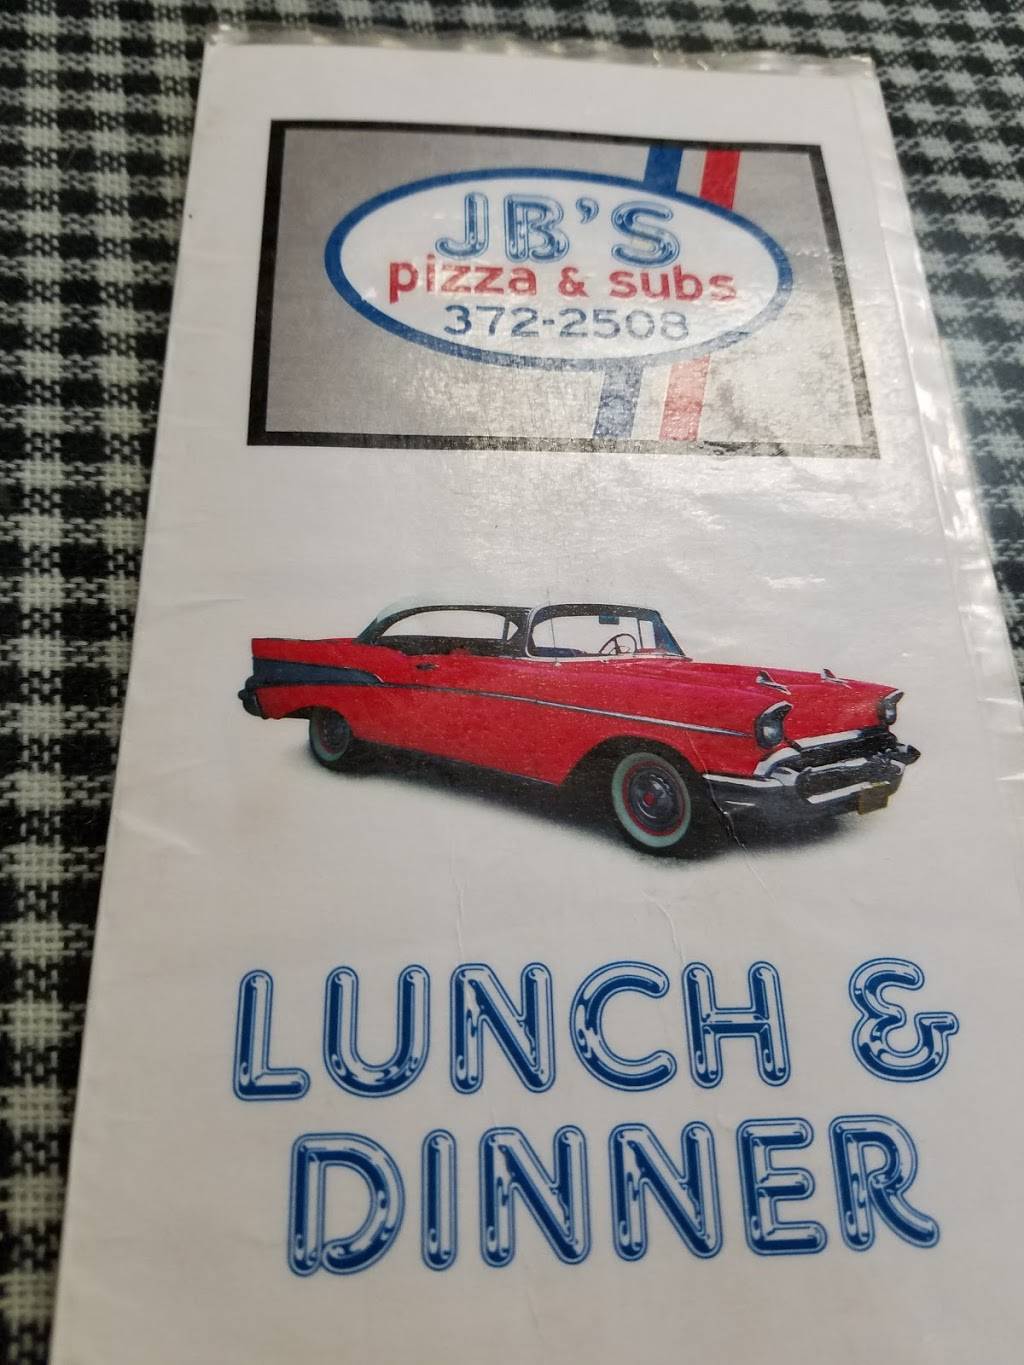 JB'S
pizza & subs
372-2508
LUNCH &
DINNER